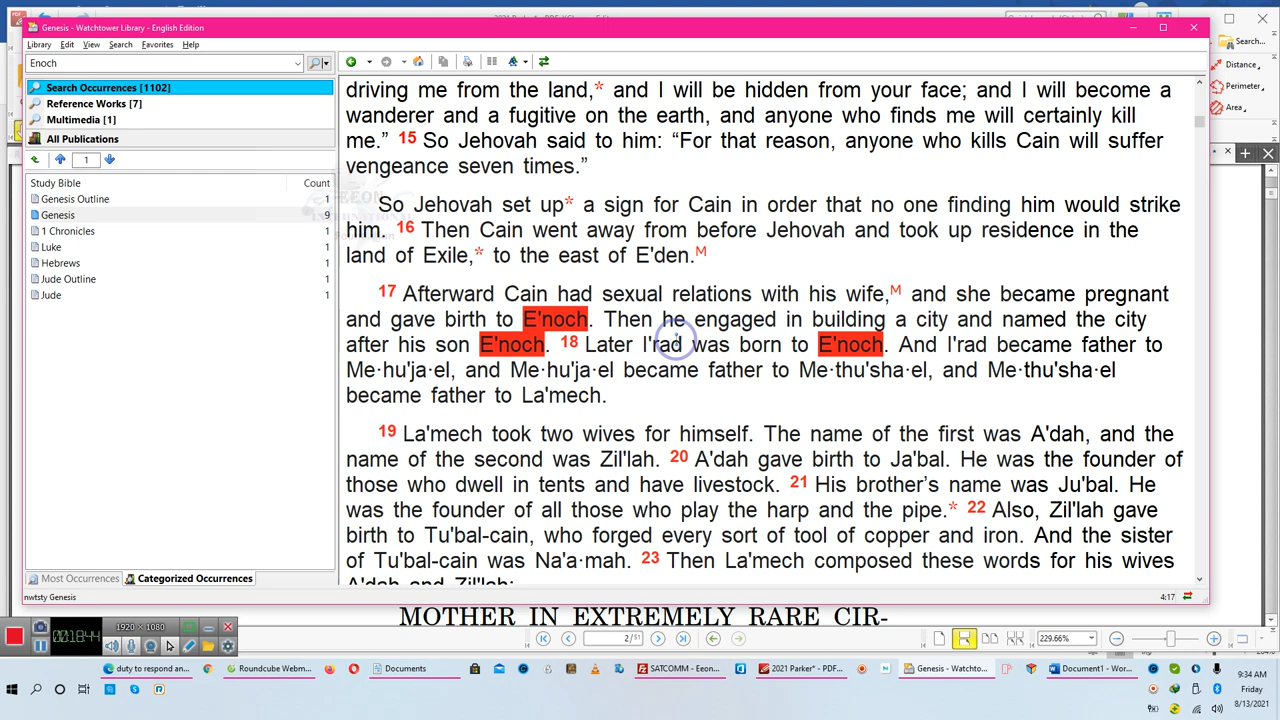 Genesis - Watchtower Library - English Edition
Library Edit View Search Favorites Help
Search...
Enoch
Distance
Perimeter
Area
Search Occurrences [1102]
Reference Works [7]
Multimedia [1]
All Publications
1
Study Bible Count
Genesis Outline 1
Genesis 9
1 Chronicles 1
Luke 1
Hebrews 1
Jude Outline 1
Jude 1
driving me from the land,* and I will be hidden from your face; and I will become a
wanderer and a fugitive on the earth, and anyone who finds me will certainly kill
me.” 15 So Jehovah said to him: “For that reason, anyone who kills Cain will suffer
vengeance seven times.”
So Jehovah set up* a sign for Cain in order that no one finding him would strike
him. 16 Then Cain went away from before Jehovah and took up residence in the
land of Exile,* to the east of E'den.M
17 Afterward Cain had sexual relations with his wife,M and she became pregnant
and gave birth to E'noch. Then he engaged in building a city and named the city
after his son E'noch. 18 Later I'rad was born to E'noch. And I'rad became father to
Me·hu'ja·el, and Me·hu'ja·el became father to Me·thu'sha·el, and Me·thu'sha·el
became father to La'mech.
19 La'mech took two wives for himself. The name of the first was A'dah, and the
name of the second was Zil'lah. 20 A'dah gave birth to Ja'bal. He was the founder of
those who dwell in tents and have livestock. 21 His brother’s name was Ju'bal. He
was the founder of all those who play the harp and the pipe.* 22 Also, Zil'lah gave
birth to Tu'bal-cain, who forged every sort of tool of copper and iron. And the sister
of Tu'bal-cain was Na'a·mah. 23 Then La'mech composed these words for his wives
A'dah and Zil'lah:
Most Occurrences Categorized Occurrences
nwtsty Genesis 4:17
MOTHER IN EXTREMELY RARE CIR-
1920 × 1080
2 / 51
229.66%
duty to respond an...
Roundcube Webm...
Documents
SATCOMM - Eeon...
2021 Parker* - PDF...
Genesis - Watchto...
Document1 - Wor...
9:34 AM
Friday
8/13/2021